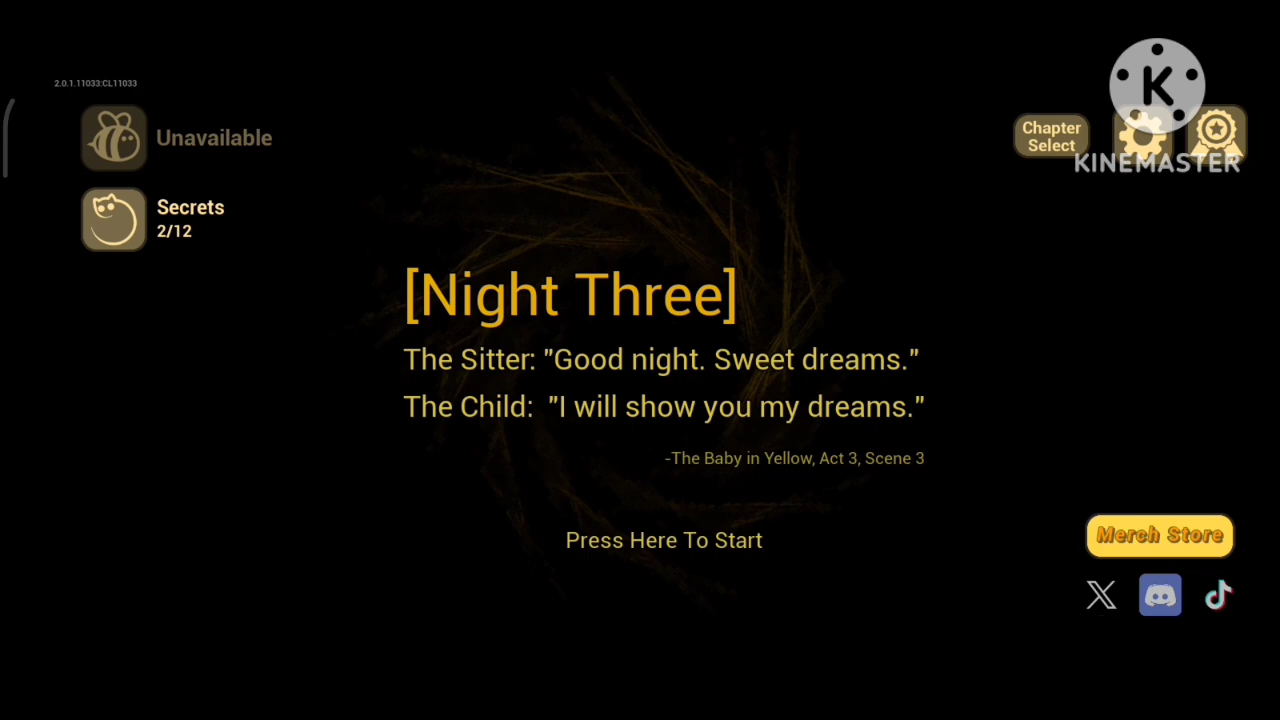 2.0.1.11033:CL11033
Unavailable
Secrets
2/12
Chapter
Select
K
KINEMASTER
[Night Three]
The Sitter: "Good night. Sweet dreams."
The Child:  "I will show you my dreams."
-The Baby in Yellow, Act 3, Scene 3
Press Here To Start
Merch Store